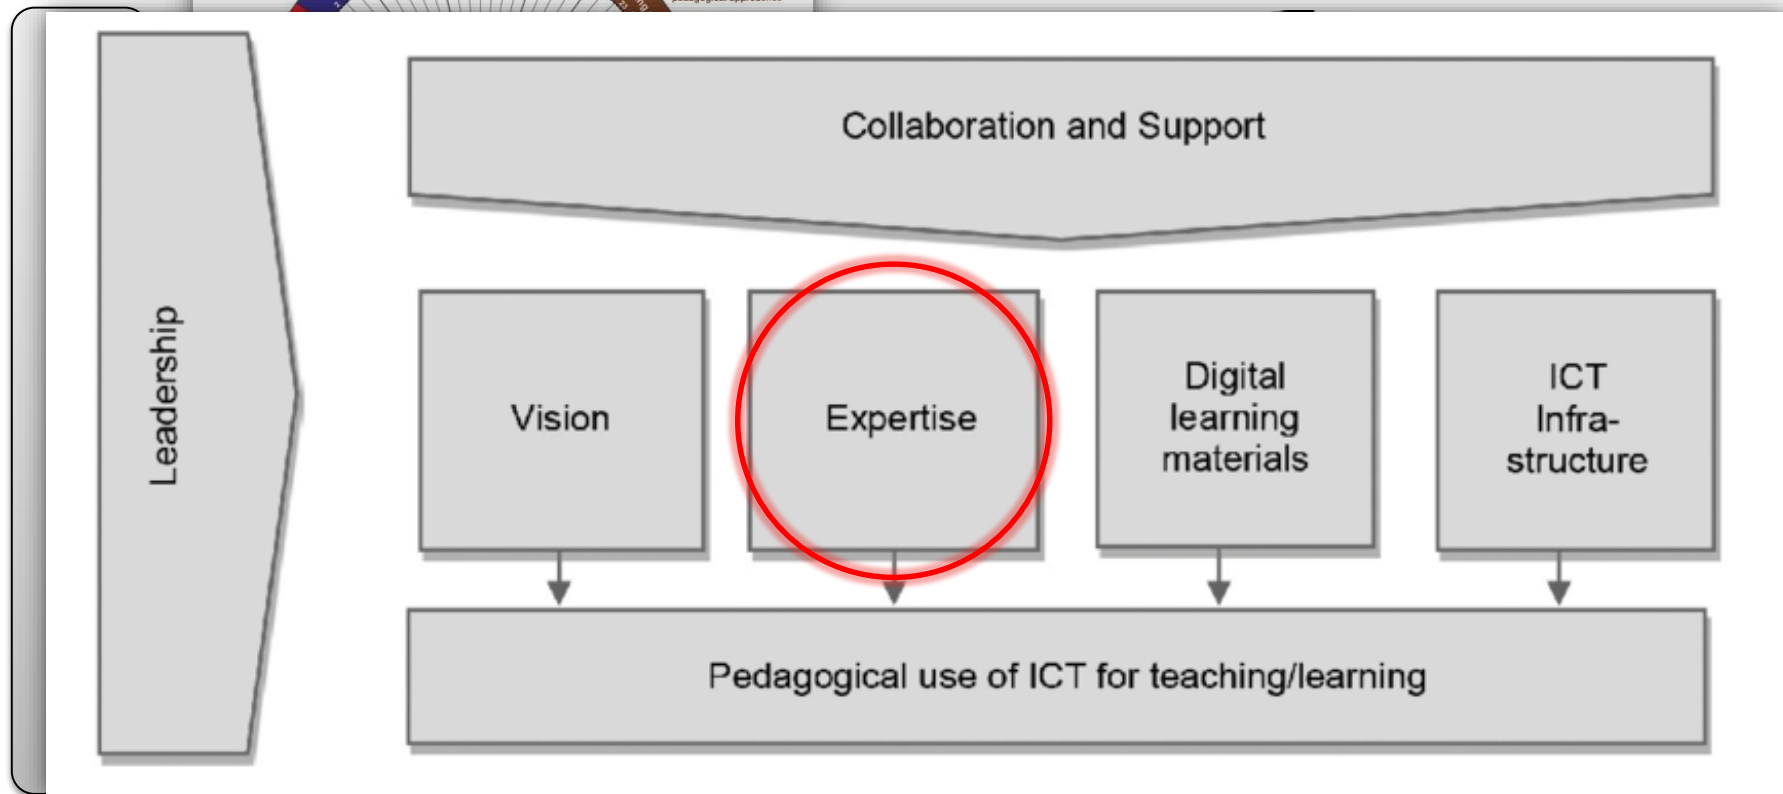 Collaboration and Support
Leadership
Vision
Expertise
Digital
learning
materials
ICT
Infra-
structure
Pedagogical use of ICT for teaching/learning